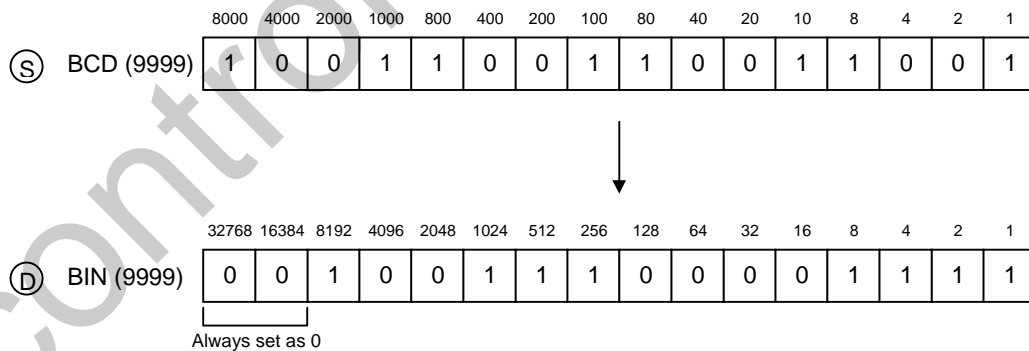 8000 4000 2000 1000 800 400 200 100 80 40 20 10 8 4 2 1
S BCD (9999) 1 0 0 1 1 0 0 1 1 0 0 1 1 0 0 1
32768 16384 8192 4096 2048 1024 512 256 128 64 32 16 8 4 2 1
D BIN (9999) 0 0 1 0 0 1 1 1 0 0 0 0 1 1 1 1
Always set as 0
control